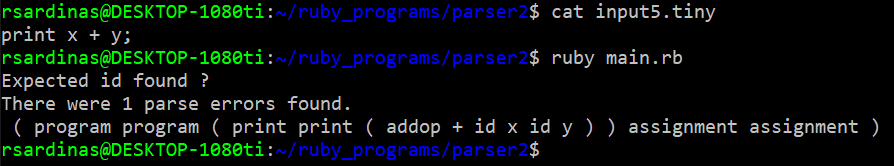 rsardinas@DESKTOP-1080ti:~/ruby_programs/parser2$ cat input5.tiny
print x + y;
rsardinas@DESKTOP-1080ti:~/ruby_programs/parser2$ ruby main.rb
Expected id found ?
There were 1 parse errors found.
 ( program program ( print print ( addop + id x id y ) ) assignment assignment )
rsardinas@DESKTOP-1080ti:~/ruby_programs/parser2$